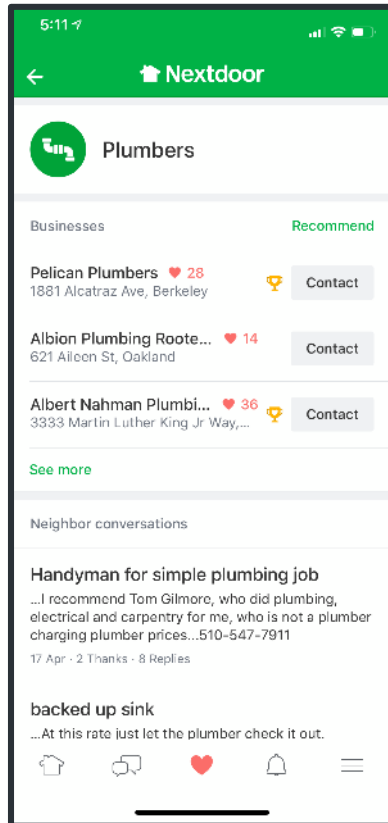 5:11
Nextdoor
Plumbers
Businesses Recommend
Pelican Plumbers 28
1881 Alcatraz Ave, Berkeley
Contact
Albion Plumbing Roote... 14
621 Aileen St, Oakland
Contact
Albert Nahman Plumbi... 36
3333 Martin Luther King Jr Way,...
Contact
See more
Neighbor conversations
Handyman for simple plumbing job
...I recommend Tom Gilmore, who did plumbing,
electrical and carpentry for me, who is not a plumber
charging plumber prices...510-547-7911
17 Apr · 2 Thanks · 8 Replies
backed up sink
...At this rate just let the plumber check it out.